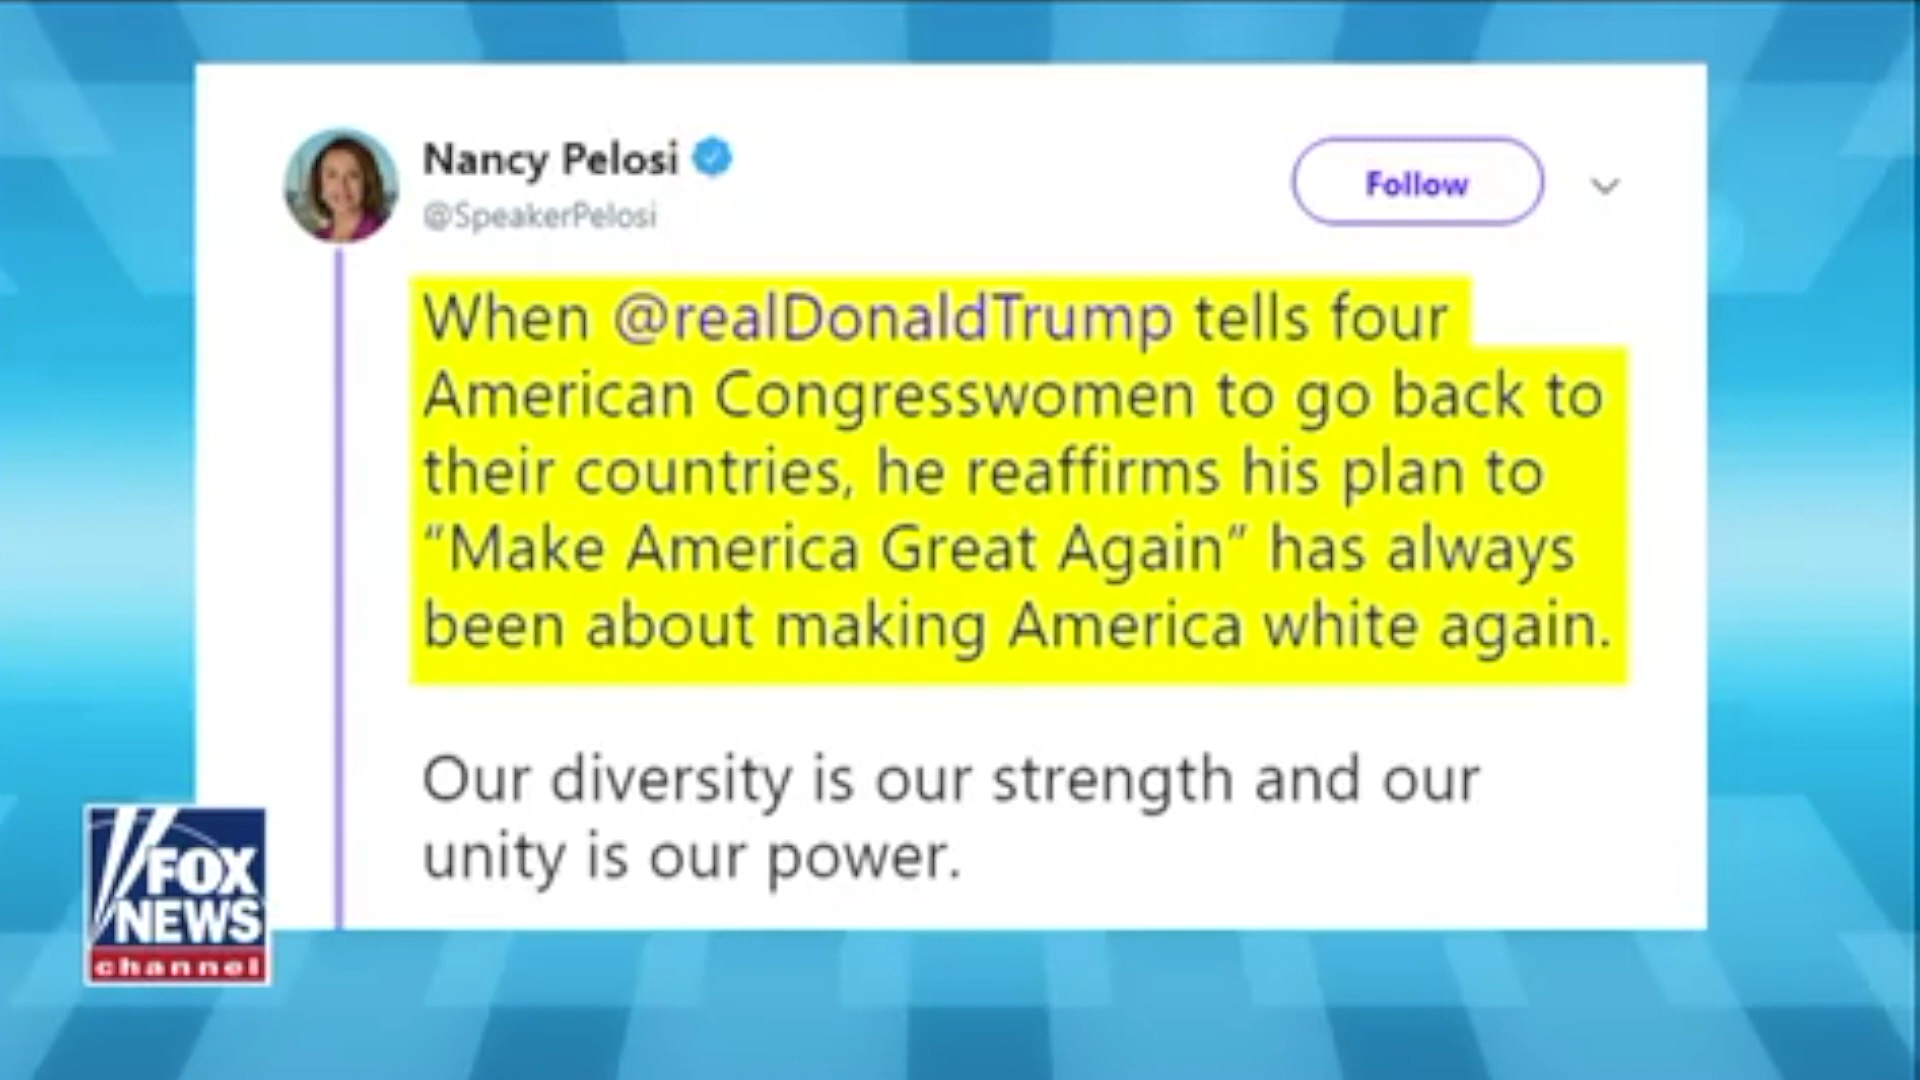 Nancy Pelosi
@SpeakerPelosi
Follow
When @realDonaldTrump tells four
American Congresswomen to go back to
their countries, he reaffirms his plan to
“Make America Great Again” has always
been about making America white again.
Our diversity is our strength and our
unity is our power.
FOX
NEWS
channel